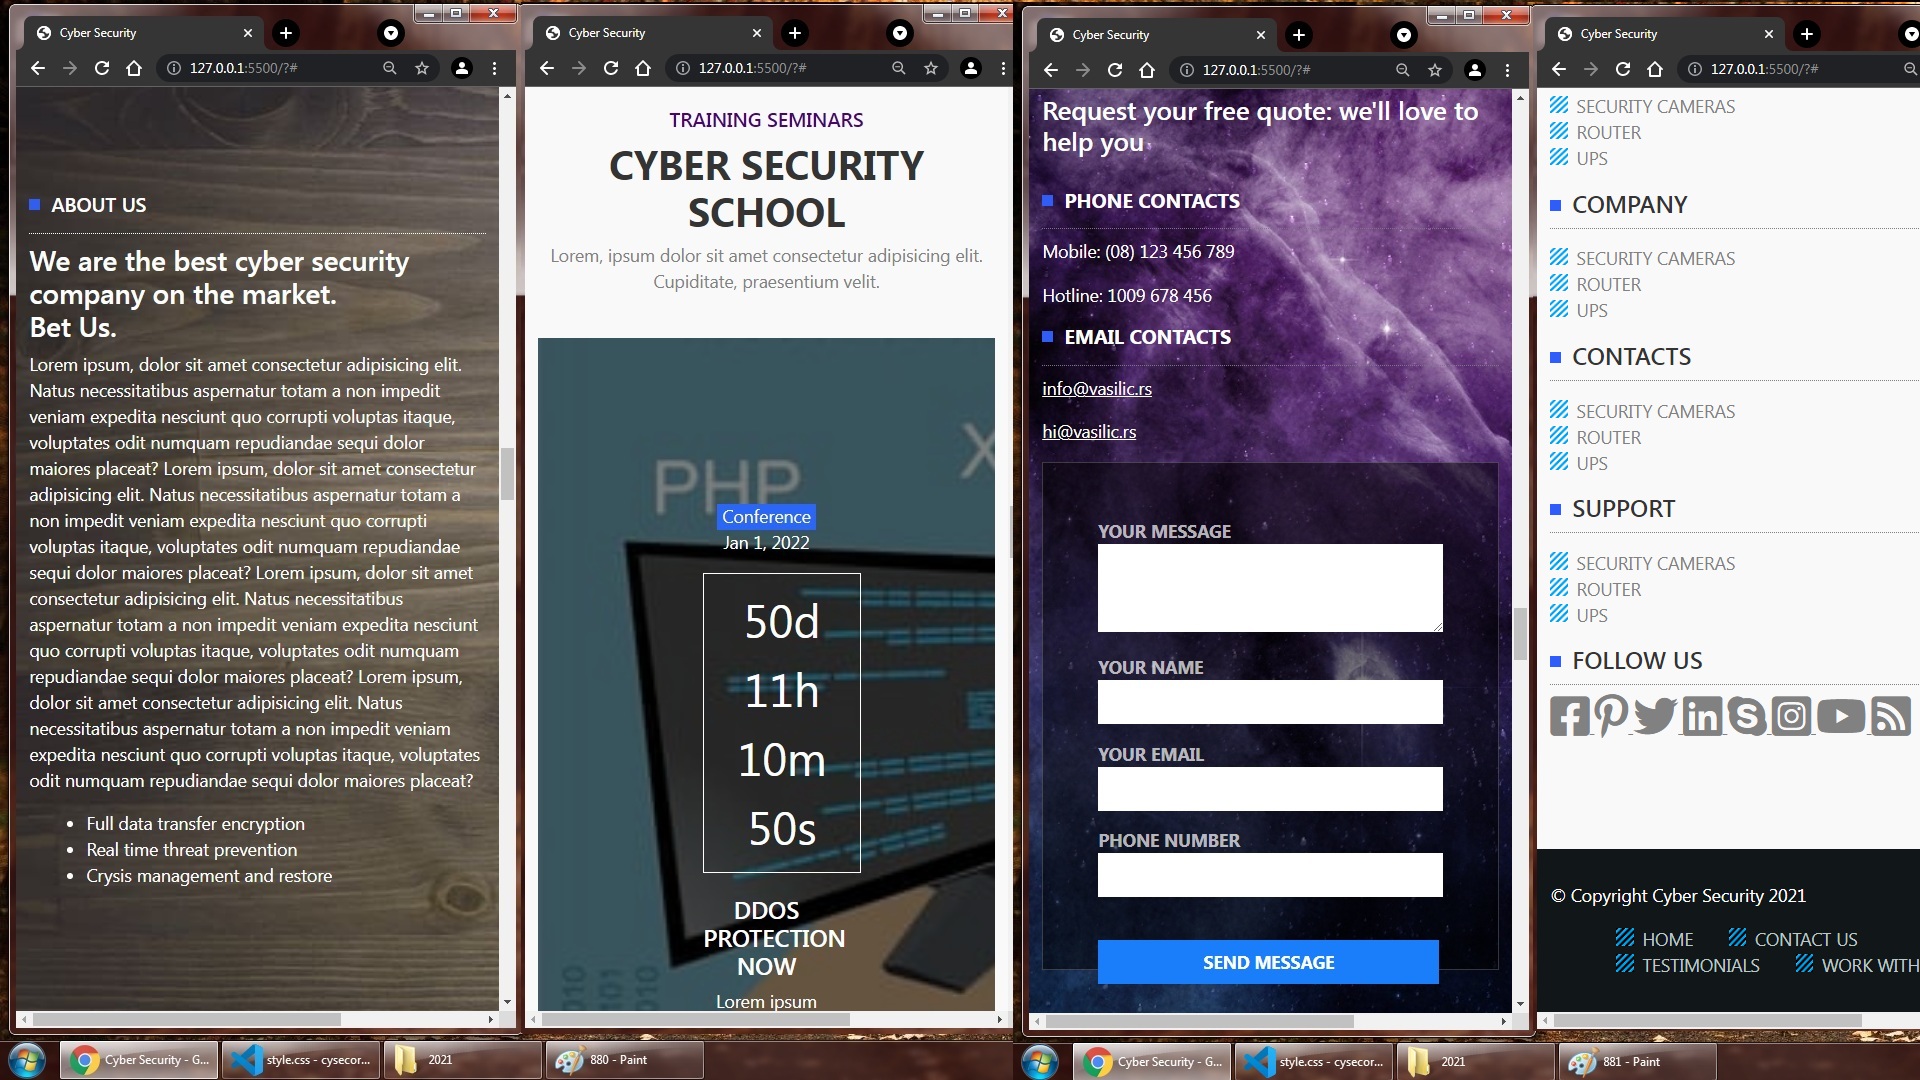 Cyber Security
127.0.0.1:5500/?#
ABOUT US
We are the best cyber security
company on the market.
Bet Us.
Lorem ipsum, dolor sit amet consectetur adipisicing elit.
Natus necessitatibus aspernatur totam a non impedit
veniam expedita nesciunt quo corrupti voluptas itaque,
voluptates odit numquam repudiandae sequi dolor
maiores placeat? Lorem ipsum, dolor sit amet consectetur
adipisicing elit. Natus necessitatibus aspernatur totam a
non impedit veniam expedita nesciunt quo corrupti
voluptas itaque, voluptates odit numquam repudiandae
sequi dolor maiores placeat? Lorem ipsum, dolor sit amet
consectetur adipisicing elit. Natus necessitatibus
aspernatur totam a non impedit veniam expedita nesciunt
quo corrupti voluptas itaque, voluptates odit numquam
repudiandae sequi dolor maiores placeat? Lorem ipsum,
dolor sit amet consectetur adipisicing elit. Natus
necessitatibus aspernatur totam a non impedit veniam
expedita nesciunt quo corrupti voluptas itaque, voluptates
odit numquam repudiandae sequi dolor maiores placeat?
• Full data transfer encryption
• Real time threat prevention
• Crysis management and restore
Cyber Security
127.0.0.1:5500/?#
TRAINING SEMINARS
CYBER SECURITY
SCHOOL
Lorem, ipsum dolor sit amet consectetur adipisicing elit.
Cupiditate, praesentium velit.
X
PHP
Conference
Jan 1, 2022
50d
11h
10m
50s
DDOS
PROTECTION
NOW
Lorem ipsum
010
010
Cyber Security - G...
style.css - cysecor...
2021
880 - Paint
Cyber Security
127.0.0.1:5500/?#
Request your free quote: we'll love to
help you
PHONE CONTACTS
Mobile: (08) 123 456 789
Hotline: 1009 678 456
EMAIL CONTACTS
info@vasilic.rs
hi@vasilic.rs
YOUR MESSAGE
YOUR NAME
YOUR EMAIL
PHONE NUMBER
SEND MESSAGE
Cyber Security
127.0.0.1:5500/?#
SECURITY CAMERAS
ROUTER
UPS
COMPANY
SECURITY CAMERAS
ROUTER
UPS
CONTACTS
SECURITY CAMERAS
ROUTER
UPS
SUPPORT
SECURITY CAMERAS
ROUTER
UPS
FOLLOW US
© Copyright Cyber Security 2021
HOME CONTACT US
TESTIMONIALS WORK WITH
Cyber Security - G...
style.css - cysecor...
2021
881 - Paint